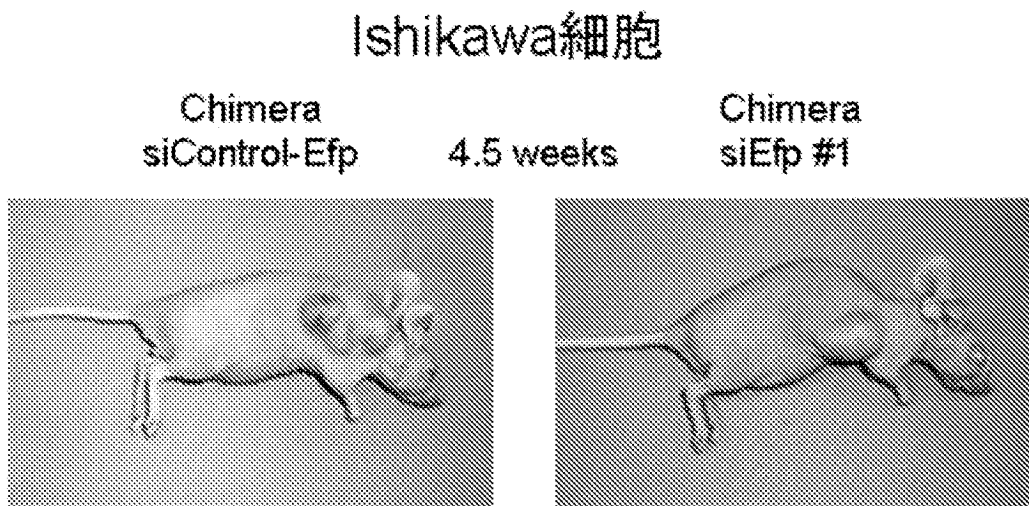 Ishikawa細胞
Chimera
siControl-Efp
4.5 weeks
Chimera
siEfp #1